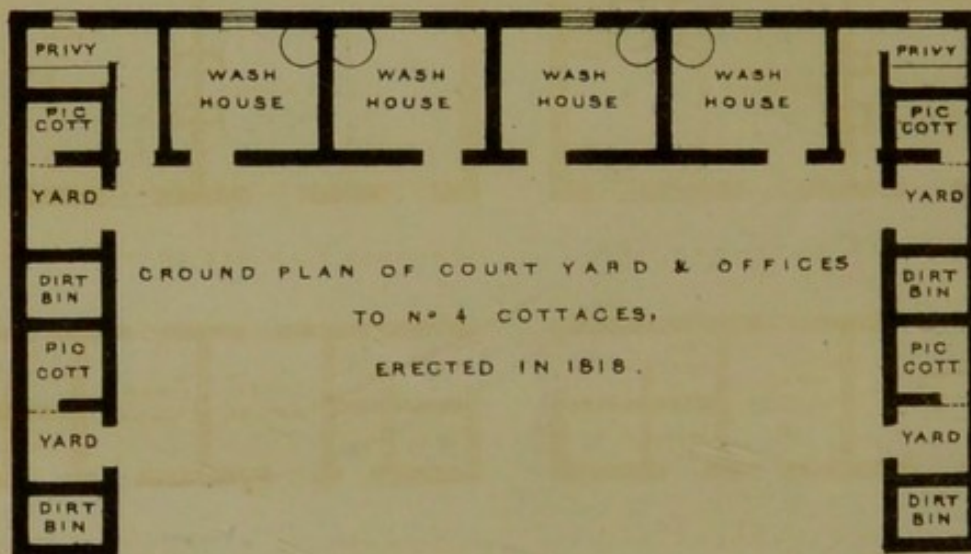 PRIVY
WASH
HOUSE
WASH
HOUSE
WASH
HOUSE
WASH
HOUSE
PRIVY
PIG
COTT
PIG
COTT
YARD
YARD
GROUND PLAN OF COURT YARD & OFFICES
TO No 4 COTTAGES,
ERECTED IN 1818.
DIRT
BIN
DIRT
BIN
PIG
COTT
PIG
COTT
YARD
YARD
DIRT
BIN
DIRT
BIN